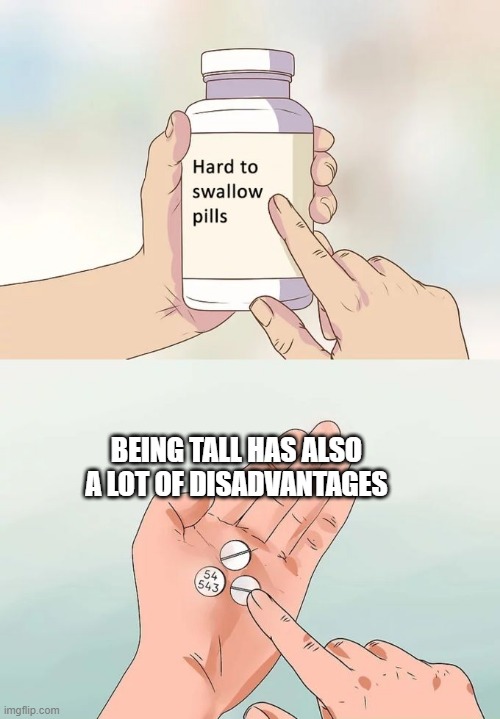 Hard to
swallow
pills
BEING TALL HAS ALSO
A LOT OF DISADVANTAGES
54
543
imgflip.com